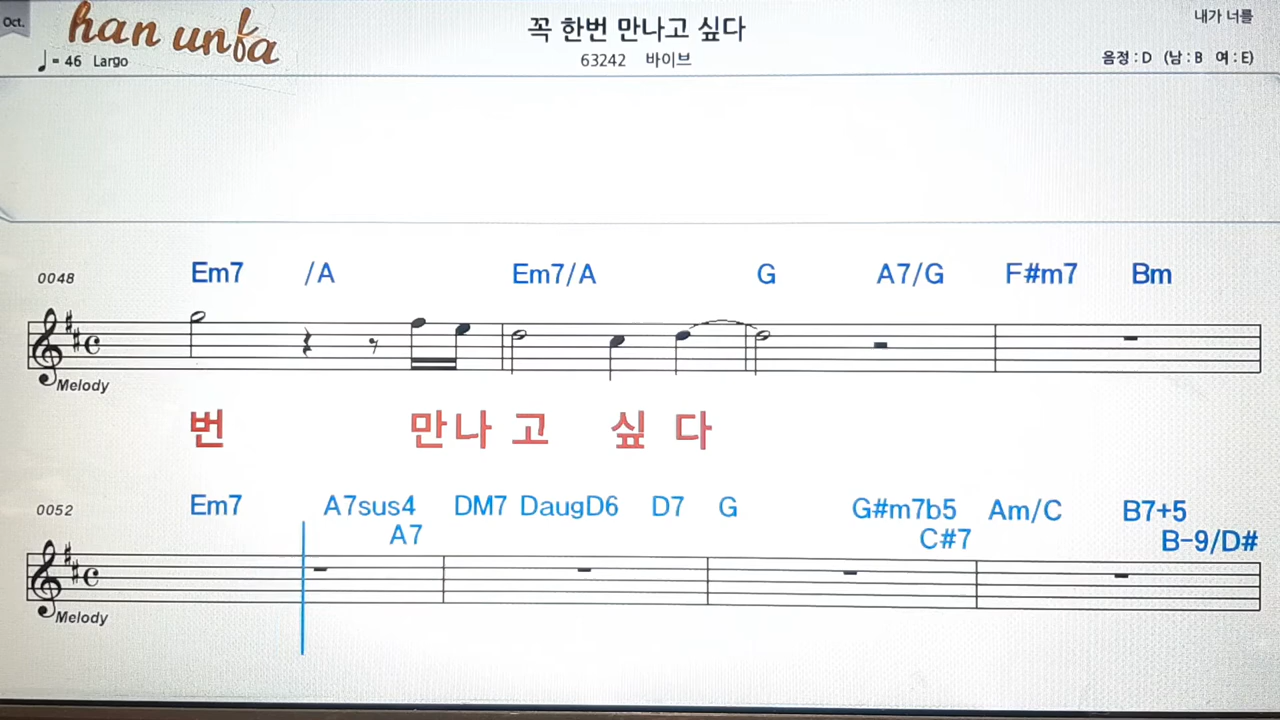 Oct.
han unfa
꼭 한번 만나고 싶다
내가 너를
♩ = 46 Largo
63242 바이브
음정 : D (남 : B 여 : E)
0048
Em7 /A Em7/A G A7/G F#m7 Bm
Melody
번 만나 고 싶 다
0052
Em7 A7sus4 DM7 DaugD6 D7 G G#m7b5 Am/C B7+5
A7 C#7 B-9/D#
Melody